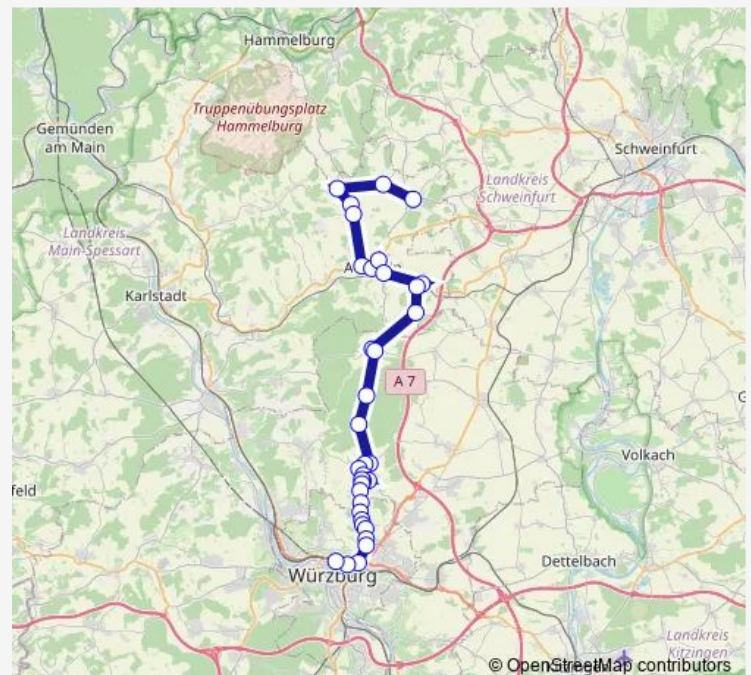 Hammelburg
Truppenübungsplatz
Hammelburg
Gemünden
am Main
Schweinfurt
Landkreis
Schweinfurt
Landkreis
Main-Spessart
A
Karlstadt
A 7
Volkach
feld
Dettelbach
Würzburg
Landkreis
Kitzingen
© OpenStreetMap contributors